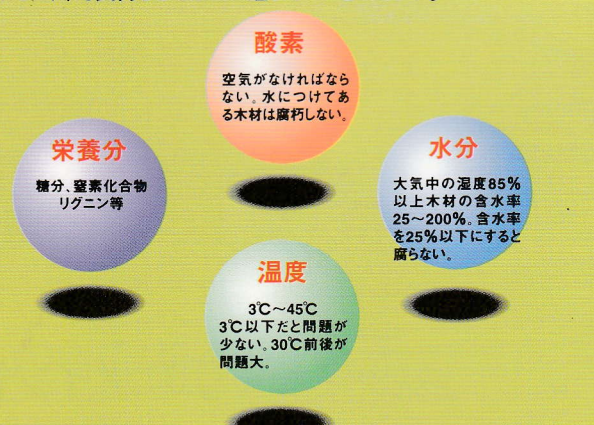 酸素
空気がなければなら
ない。水につけてあ
る木材は腐朽しない。
栄養分
糖分、窒素化合物
リグニン等
水分
大気中の湿度85%
以上木材の含水率
25〜200%。含水率
を25%以下にすると
腐らない。
温度
3℃〜45℃
3℃以下だと問題が
少ない。30℃前後が
問題大。